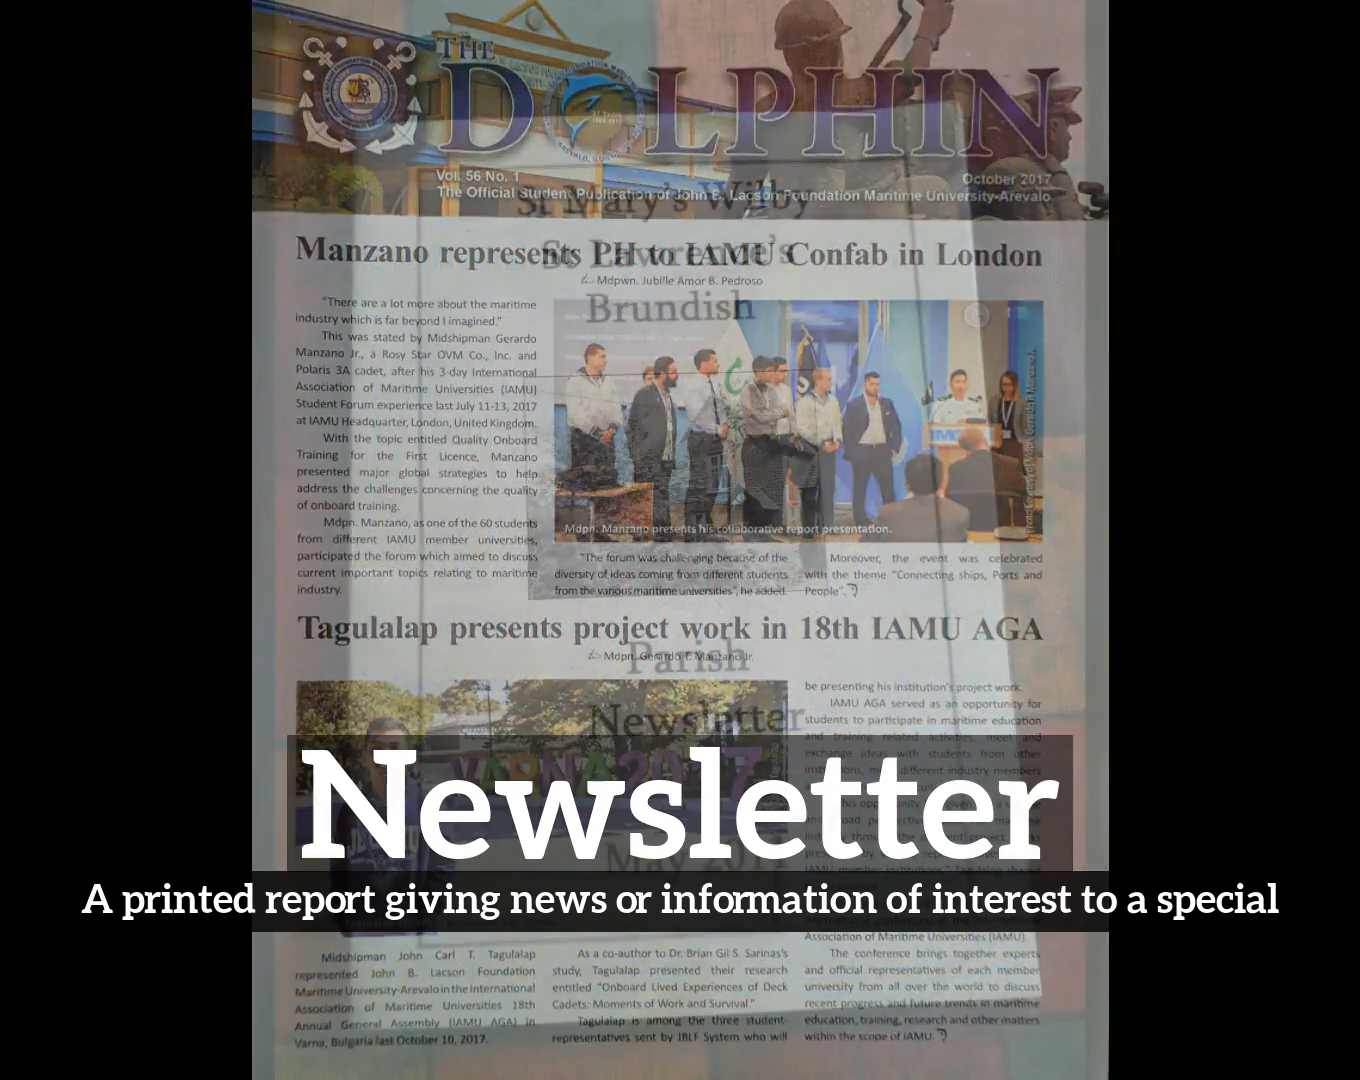 THE
DOLPHIN
Vol. 56 No. 1
October 2017
The Official Student Publication of John B. Lacson Foundation Maritime University-Arevalo
St Mary's Wilby
St Lawrence's
Brundish
Manzano represents PH to IAMU Confab in London
Mdpwn. Jubille Amor B. Pedroso
"There are a lot more about the maritime
industry which is far beyond I imagined."
This was stated by Midshipman Gerardo
Manzano Jr., a Rosy Star OVM Co., Inc. and
Polaris 3A cadet, after his 3-day International
Association of Maritime Universities (IAMU)
Student Forum experience last July 11-13, 2017
at IAMU Headquarter, London, United Kingdom.
With the topic entitled Quality Onboard
Training for the First Licence, Manzano
presented major global strategies to help
address the challenges concerning the quality
of onboard training.
Mdpn. Manzano, as one of the 60 students
from different IAMU member universities,
participated the forum which aimed to discuss
current important topics relating to maritime
industry.
Mdpn. Manzano presents his collaborative report presentation.
"The forum was challenging because of the
diversity of ideas coming from different students
from the various maritime universities", he added.
Moreover, the event was celebrated
with the theme "Connecting ships, Ports and
People".
Tagulalap presents project work in 18th IAMU AGA
Mdpn. Gerardo T. Manzano Jr.
Parish
Newsletter
May 2011
VARNA 2017
be presenting his institution's project work.
IAMU AGA served as an opportunity for
students to participate in maritime education
and training related activities, meet and
exchange ideas with students from other
different industry members
Newsletter
A printed report giving news or information of interest to a special
Association of Maritime Universities (IAMU).
Midshipman John Carl T. Tagulalap
represented John B. Lacson Foundation
Maritime University-Arevalo in the International
Association of Maritime Universities 18th
Annual General Assembly (IAMU AGA) in
Varna, Bulgaria last October 10, 2017.
As a co-author to Dr. Brian Gil S. Sarinas's
study, Tagulalap presented their research
entitled "Onboard Lived Experiences of Deck
Cadets: Moments of Work and Survival."
Tagulalap is among the three student-
representatives sent by JBLF System who will
The conference brings together experts
and official representatives of each member
university from all over the world to discuss
recent progress and future trends in maritime
education, training, research and other matters
within the scope of IAMU.